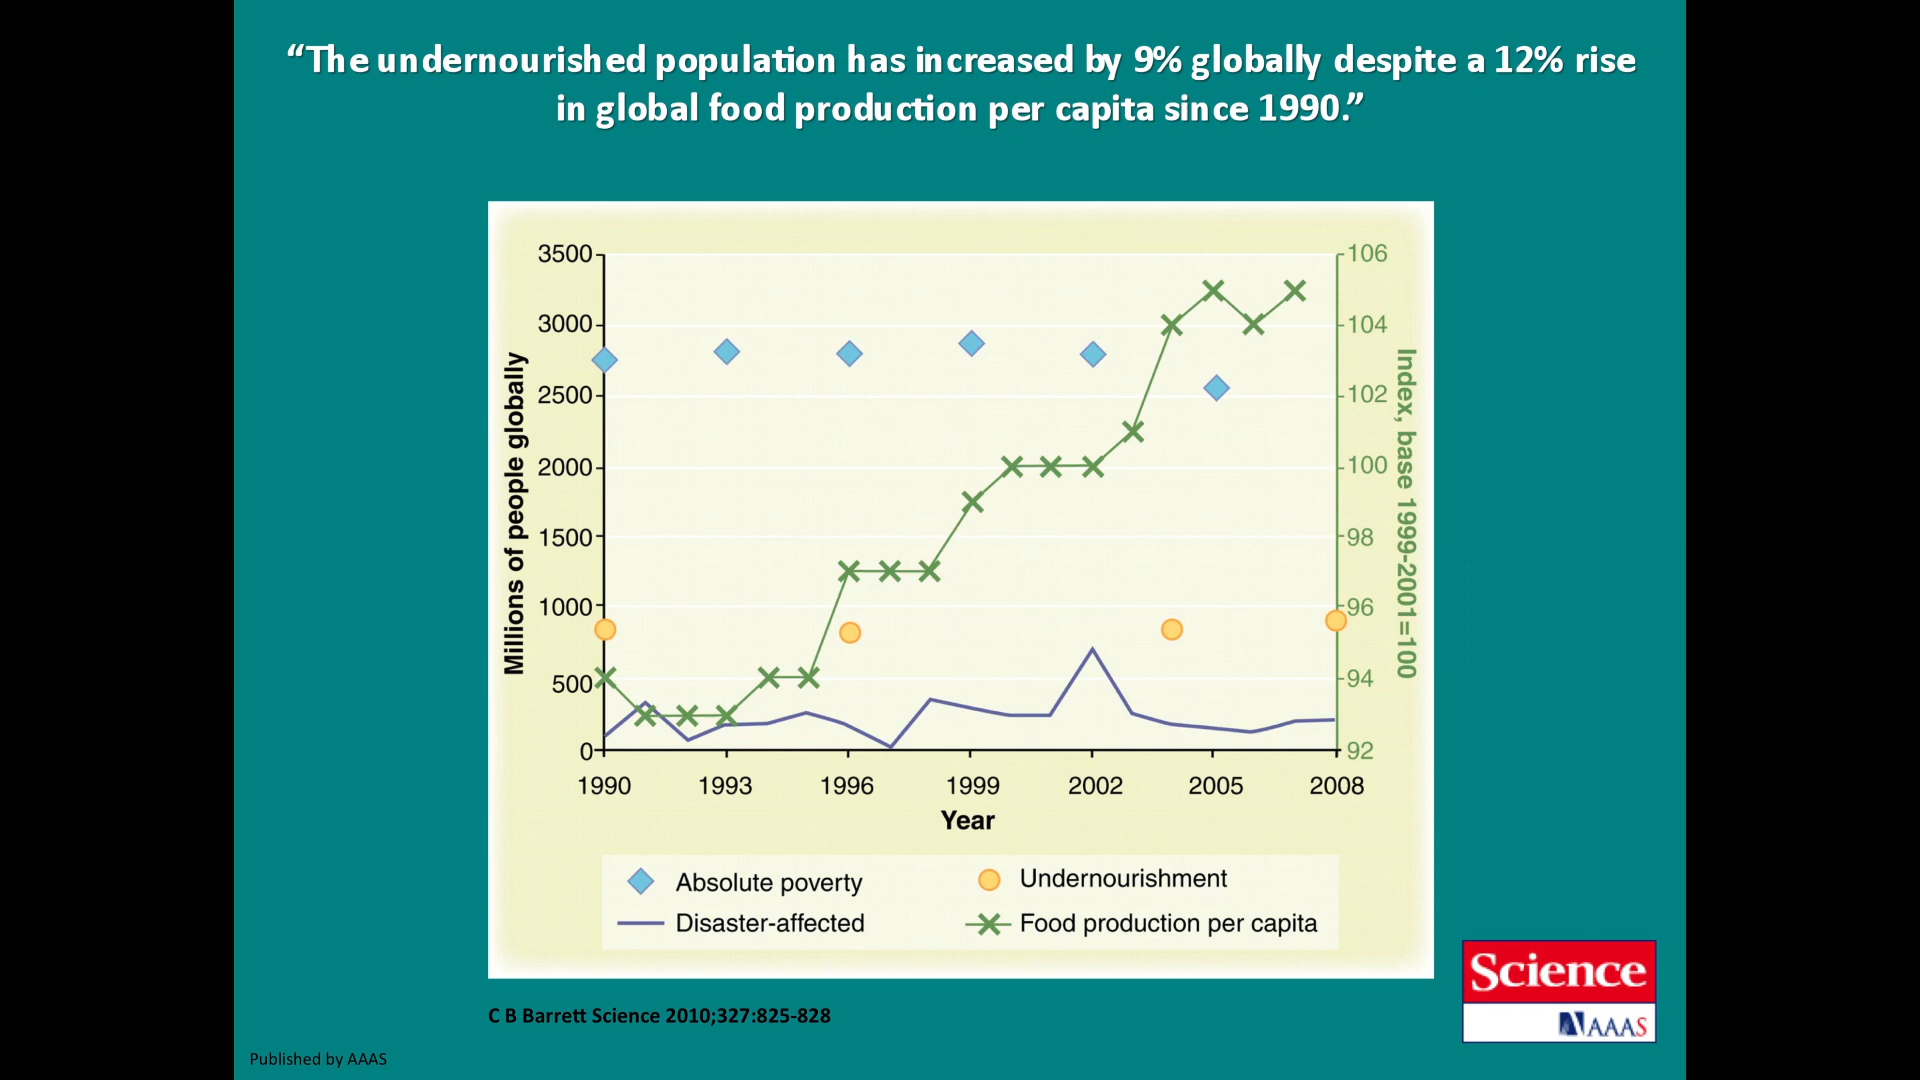 “The undernourished population has increased by 9% globally despite a 12% rise
in global food production per capita since 1990.”
Millions of people globally
3500
3000
2500
2000
1500
1000
500
0
106
104
102
100
98
96
94
92
Index, base 1999-2001=100
1990 1993 1996 1999 2002 2005 2008
Year
Absolute poverty
Undernourishment
Disaster-affected
Food production per capita
C B Barrett Science 2010;327:825-828
Published by AAAS
Science
AAAS